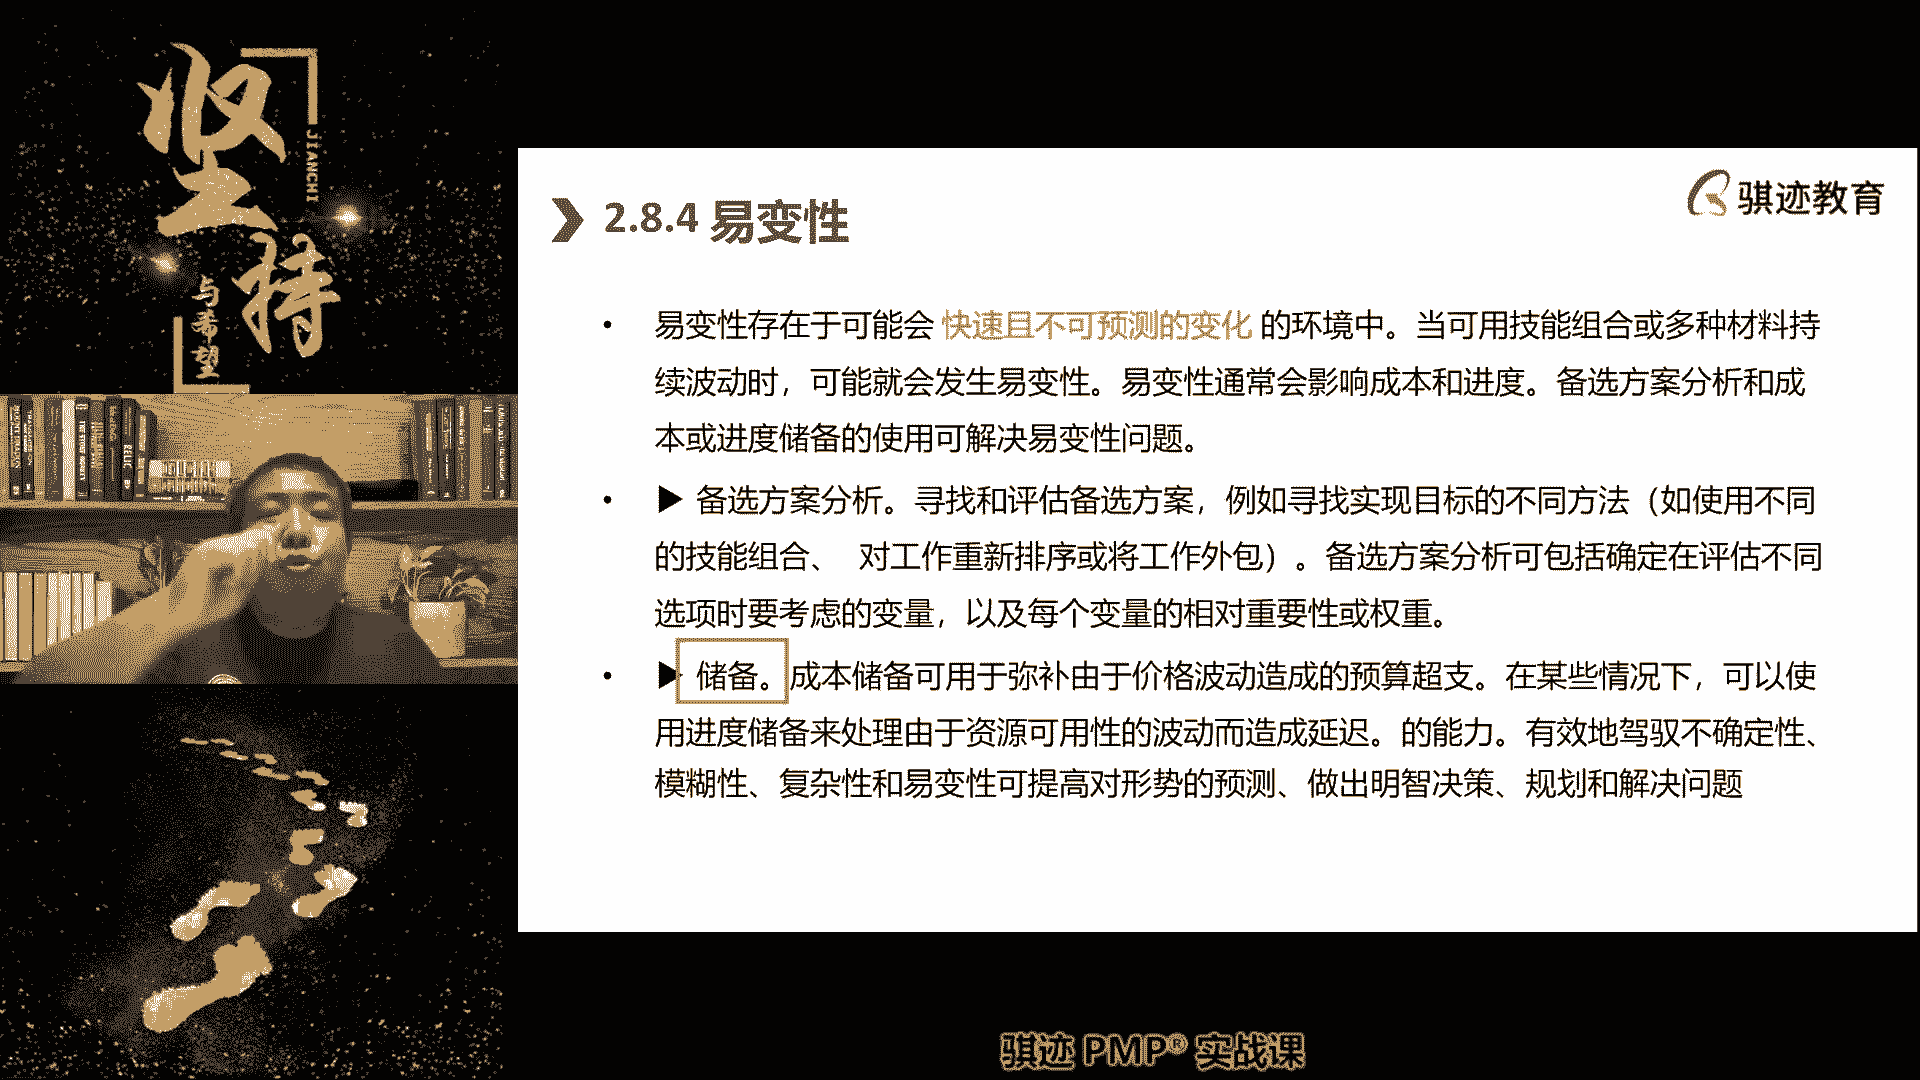 坚持
JIANCHI
与希望
骐迹教育
2.8.4 易变性
• 易变性存在于可能会 快速且不可预测的变化 的环境中。当可用技能组合或多种材料持
续波动时，可能就会发生易变性。易变性通常会影响成本和进度。备选方案分析和成
本或进度储备的使用可解决易变性问题。
• ▶ 备选方案分析。寻找和评估备选方案，例如寻找实现目标的不同方法（如使用不同
的技能组合、 对工作重新排序或将工作外包）。备选方案分析可包括确定在评估不同
选项时要考虑的变量，以及每个变量的相对重要性或权重。
• ▶ 储备。成本储备可用于弥补由于价格波动造成的预算超支。在某些情况下，可以使
用进度储备来处理由于资源可用性的波动而造成延迟。的能力。有效地驾驭不确定性、
模糊性、复杂性和易变性可提高对形势的预测、做出明智决策、规划和解决问题
RELIC
骐迹 PMP® 实战课